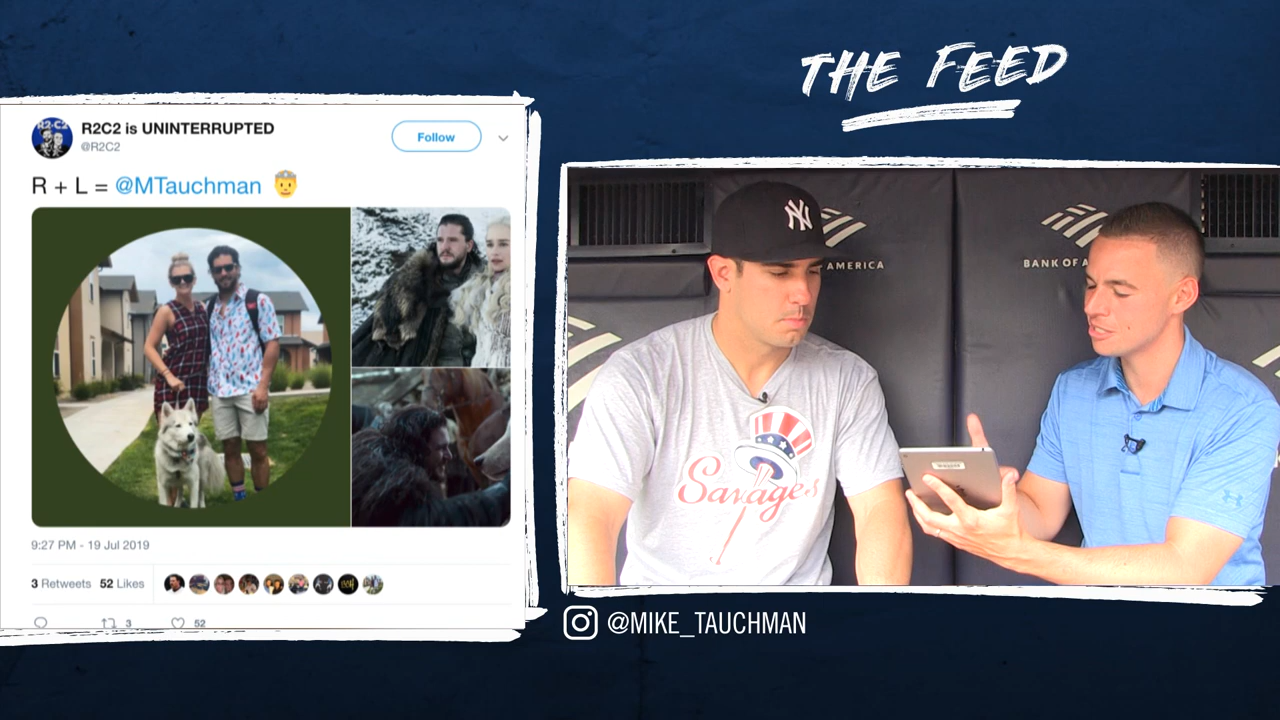 THE FEED
R2C2 is UNINTERRUPTED
@R2C2
Follow
R + L = @MTauchman 🤴
9:27 PM - 19 Jul 2019
3 Retweets 52 Likes
3 52
AMERICA
BANK OF A
NY
Savages
@MIKE_TAUCHMAN